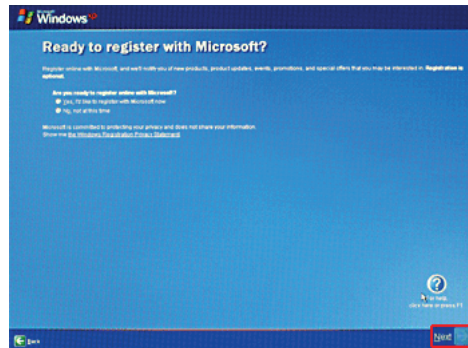 Microsoft
Windows xp
Ready to register with Microsoft?
Register online with Microsoft, and we'll notify you of new products, product updates, events, promotions, and special offers that you may be interested in. Registration is
optional.
Are you ready to register online with Microsoft?
Yes, I'd like to register with Microsoft now
No, not at this time
Microsoft is committed to protecting your privacy and does not share your information.
Show me the Windows Registration Privacy Statement
For help,
click here or press F1
Back
Next